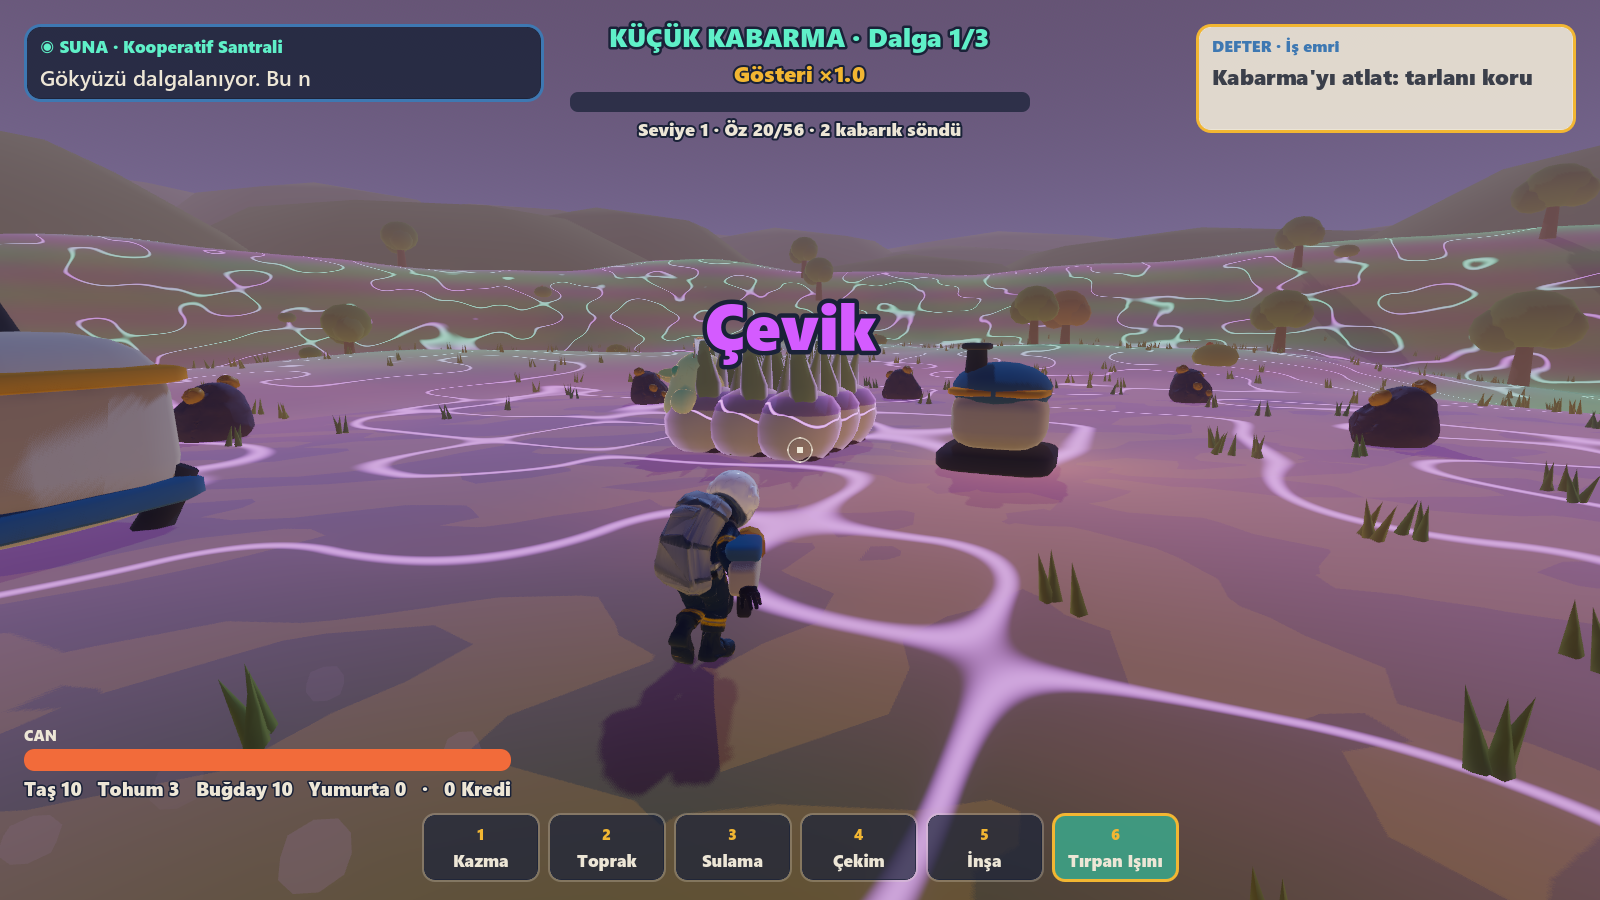 ◉ SUNA · Kooperatif Santrali
Gökyüzü dalgalanıyor. Bu n
KÜÇÜK KABARMA · Dalga 1/3
Gösteri ×1.0
Seviye 1 · Öz 20/56 · 2 kabarık söndü
DEFTER · İş emri
Kabarma'yı atlat: tarlanı koru
Çevik
CAN
Taş 10 Tohum 3 Buğday 10 Yumurta 0 · 0 Kredi
1
Kazma
2
Toprak
3
Sulama
4
Çekim
5
İnşa
6
Tırpan Işını